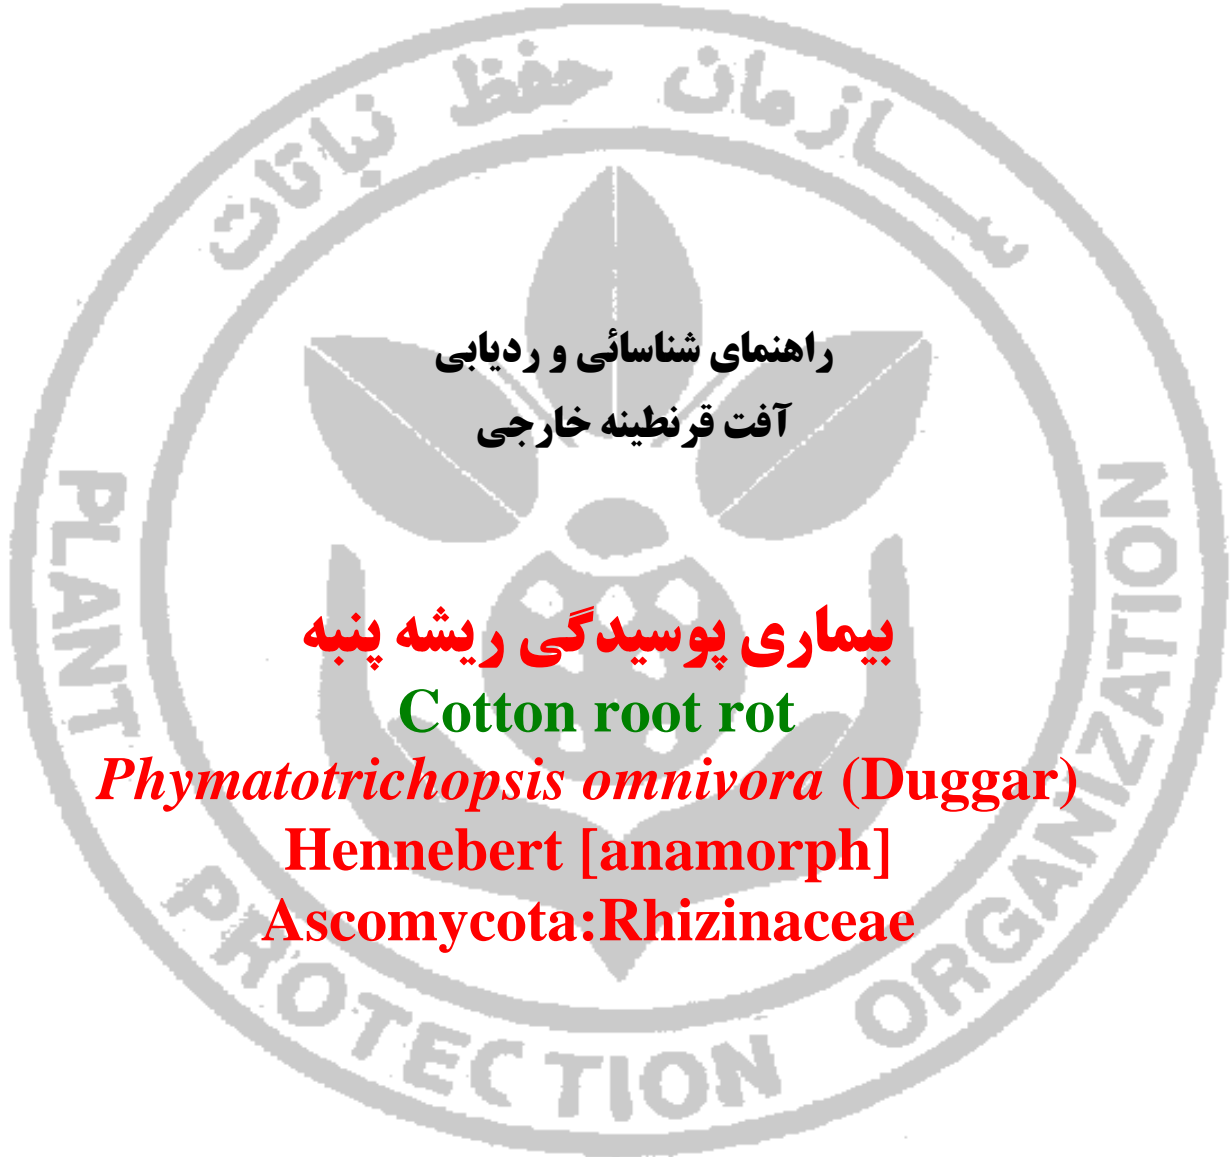 سازمان حفظ نباتات
راهنمای شناسائی و ردیابی
آفت قرنطینه خارجی
بیماری پوسیدگی ریشه پنبه
Cotton root rot
Phymatotrichopsis omnivora (Duggar)
Hennebert [anamorph]
Ascomycota:Rhizinaceae
PLANT PROTECTION ORGANIZATION